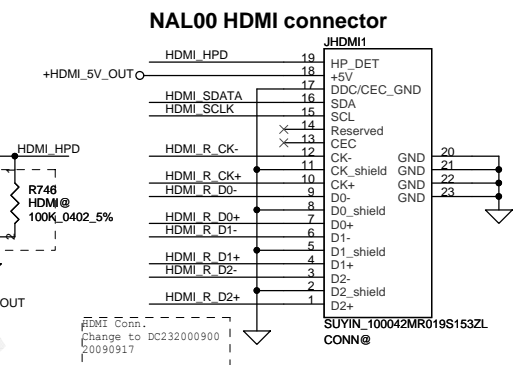 NAL00 HDMI connector
JHDMI1
HDMI_HPD 19 HP_DET
+HDMI_5V_OUT 18 +5V
17 DDC/CEC_GND
HDMI_SDATA 16 SDA
HDMI_SCLK 15 SCL
14 Reserved
13 CEC
HDMI_R_CK- 12 CK- GND 20
11 CK_shield GND 21
HDMI_R_CK+ 10 CK+ GND 22
HDMI_R_D0- 9 D0- GND 23
8 D0_shield
HDMI_R_D0+ 7 D0+
HDMI_R_D1- 6 D1-
5 D1_shield
HDMI_R_D1+ 4 D1+
HDMI_R_D2- 3 D2-
2 D2_shield
HDMI_R_D2+ 1 D2+
SUYIN_100042MR019S153ZL
CONN@
HDMI_HPD
1
R746
HDMI@
100K_0402_5%
2
OUT
HDMI Conn.
Change to DC232000900
20090917